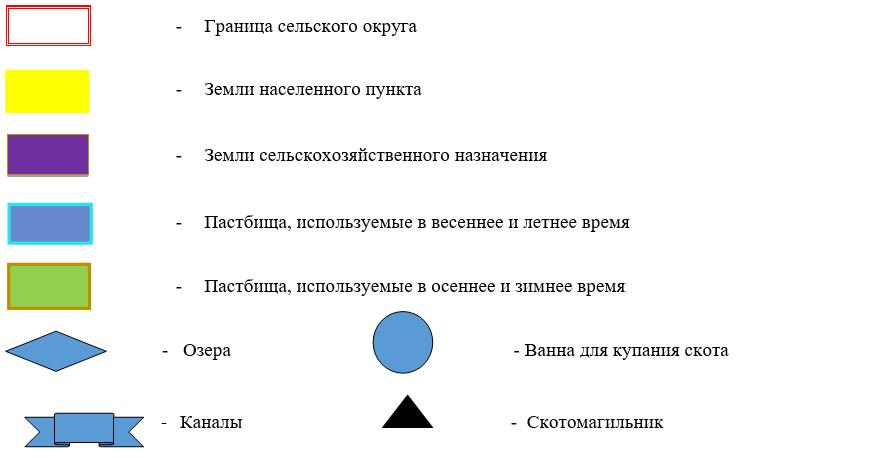 - Граница сельского округа
- Земли населенного пункта
- Земли сельскохозяйственного назначения
- Пастбища, используемые в весеннее и летнее время
- Пастбища, используемые в осеннее и зимнее время
- Озера - Ванна для купания скота
- Каналы - Скотомагильник